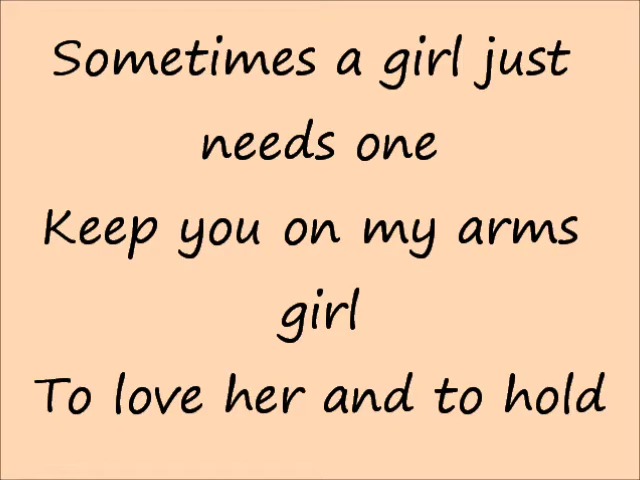 Sometimes a girl just
needs one
Keep you on my arms
girl
To love her and to hold